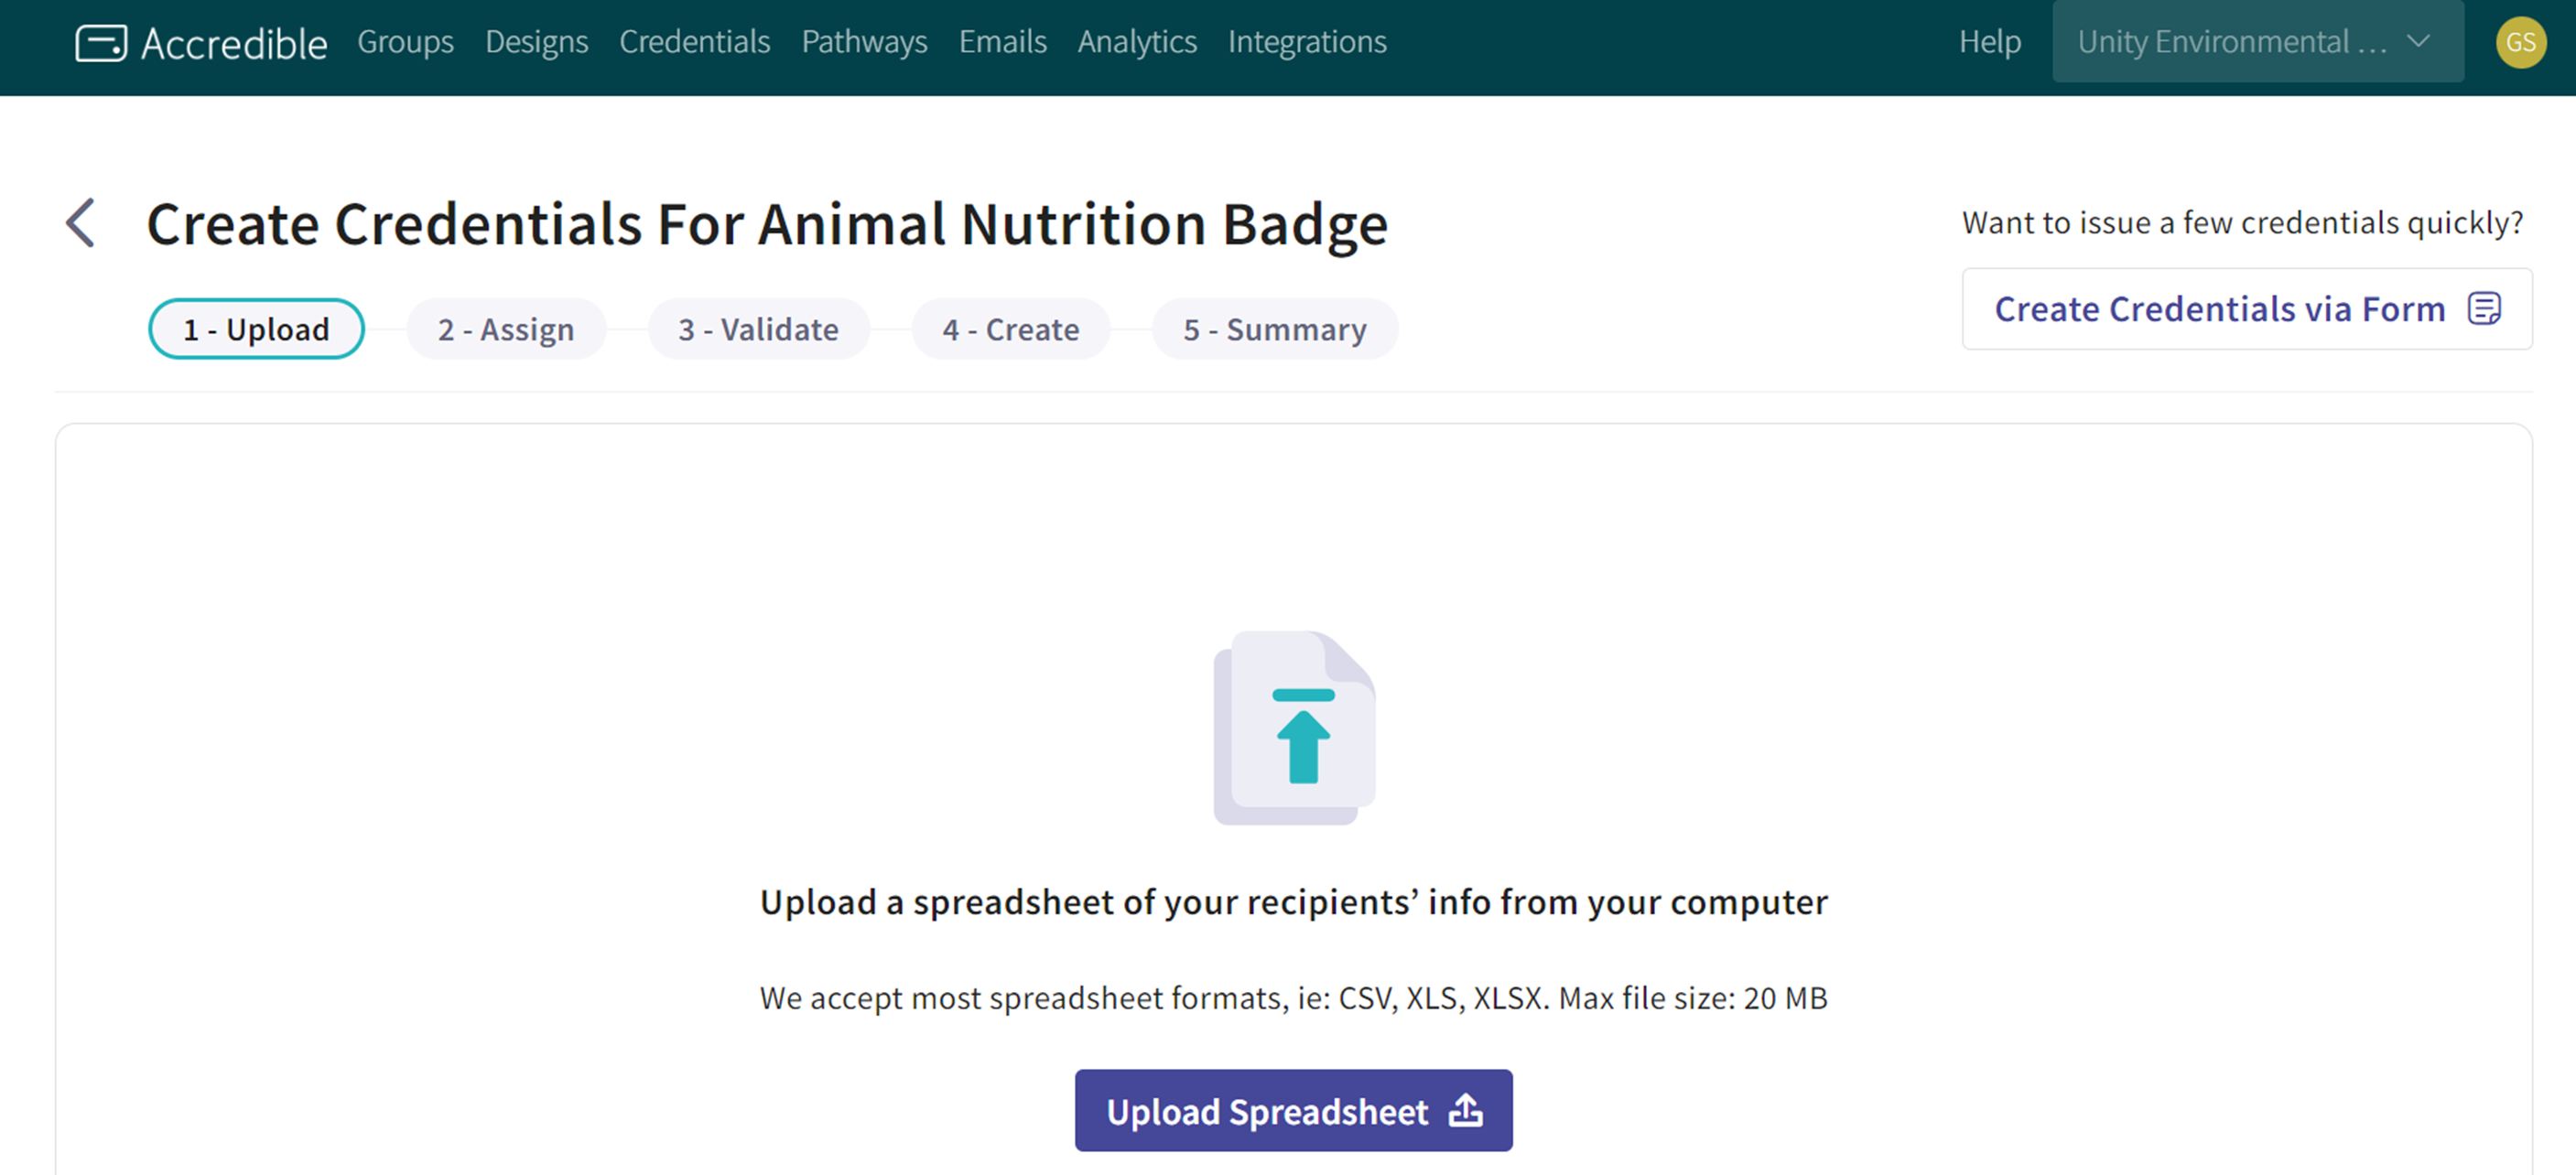 Accredible Groups Designs Credentials Pathways Emails Analytics Integrations Help Unity Environmental ... GS
Create Credentials For Animal Nutrition Badge
Want to issue a few credentials quickly?
Create Credentials via Form
1 - Upload 2 - Assign 3 - Validate 4 - Create 5 - Summary
Upload a spreadsheet of your recipients’ info from your computer
We accept most spreadsheet formats, ie: CSV, XLS, XLSX. Max file size: 20 MB
Upload Spreadsheet